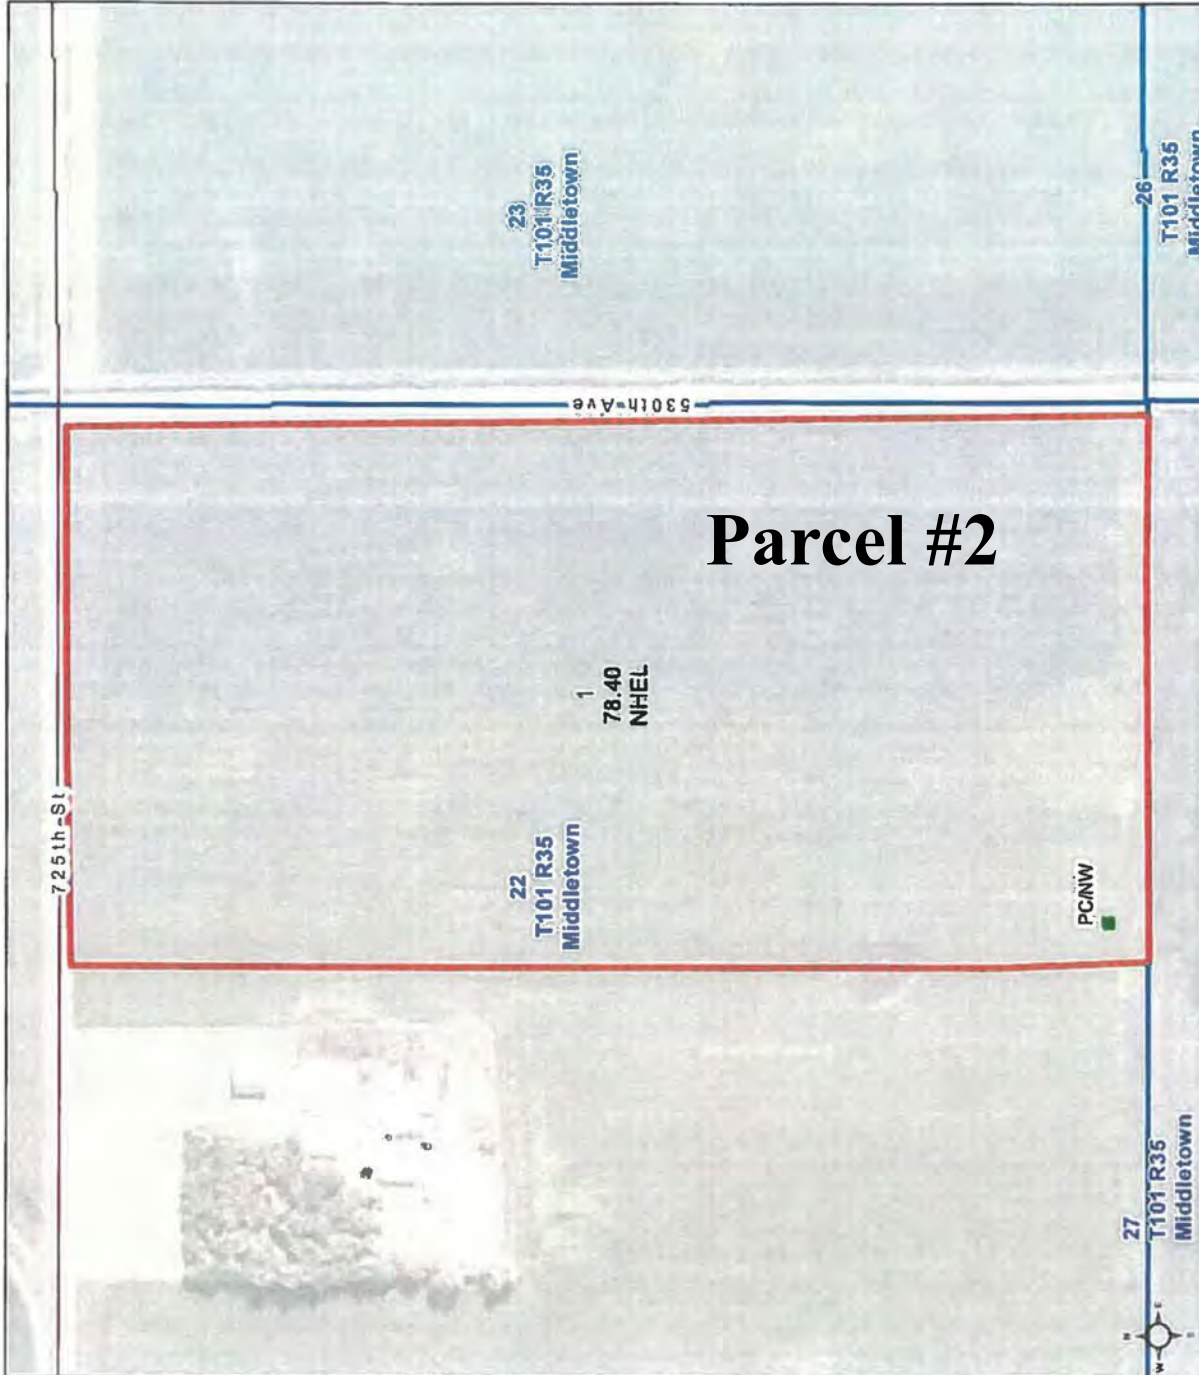 23
T101 R35
Middletown
26
T101 R35
Middletown
530th-Ave
Parcel #2
1
78.40
NHEL
725th-St
22
T101 R35
Middletown
PC/NW
27
T101 R35
Middletown
N
E
S
W